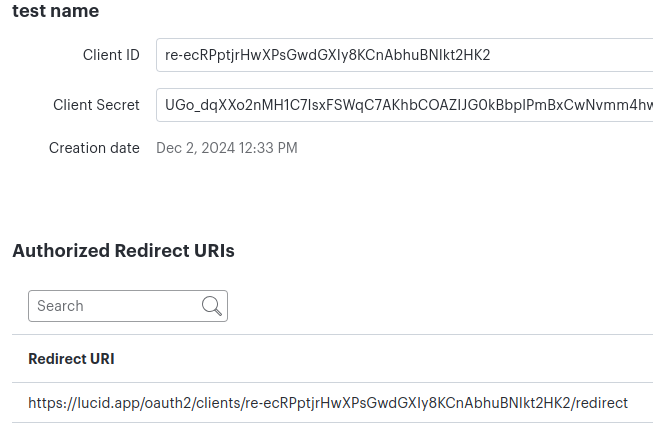 test name
Client ID
re-ecRPptjrHwXPsGwdGXIy8KCnAbhuBNIkt2HK2
Client Secret
UGo_dqXXo2nMH1C7IsxFSWqC7AKhbCOAZIJG0kBbpIPmBxCwNvmm4hw
Creation date
Dec 2, 2024 12:33 PM
Authorized Redirect URIs
Search
Redirect URI
https://lucid.app/oauth2/clients/re-ecRPptjrHwXPsGwdGXIy8KCnAbhuBNIkt2HK2/redirect